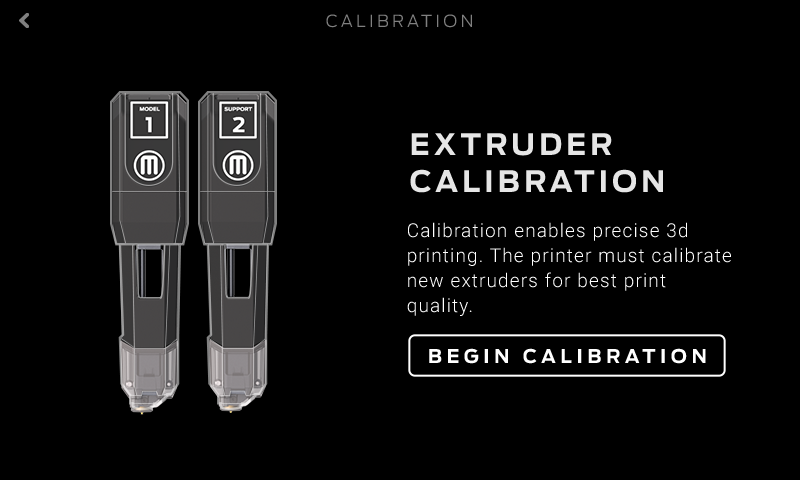 CALIBRATION
MODEL
1
SUPPORT
2
EXTRUDER
CALIBRATION
Calibration enables precise 3d
printing. The printer must calibrate
new extruders for best print
quality.
BEGIN CALIBRATION